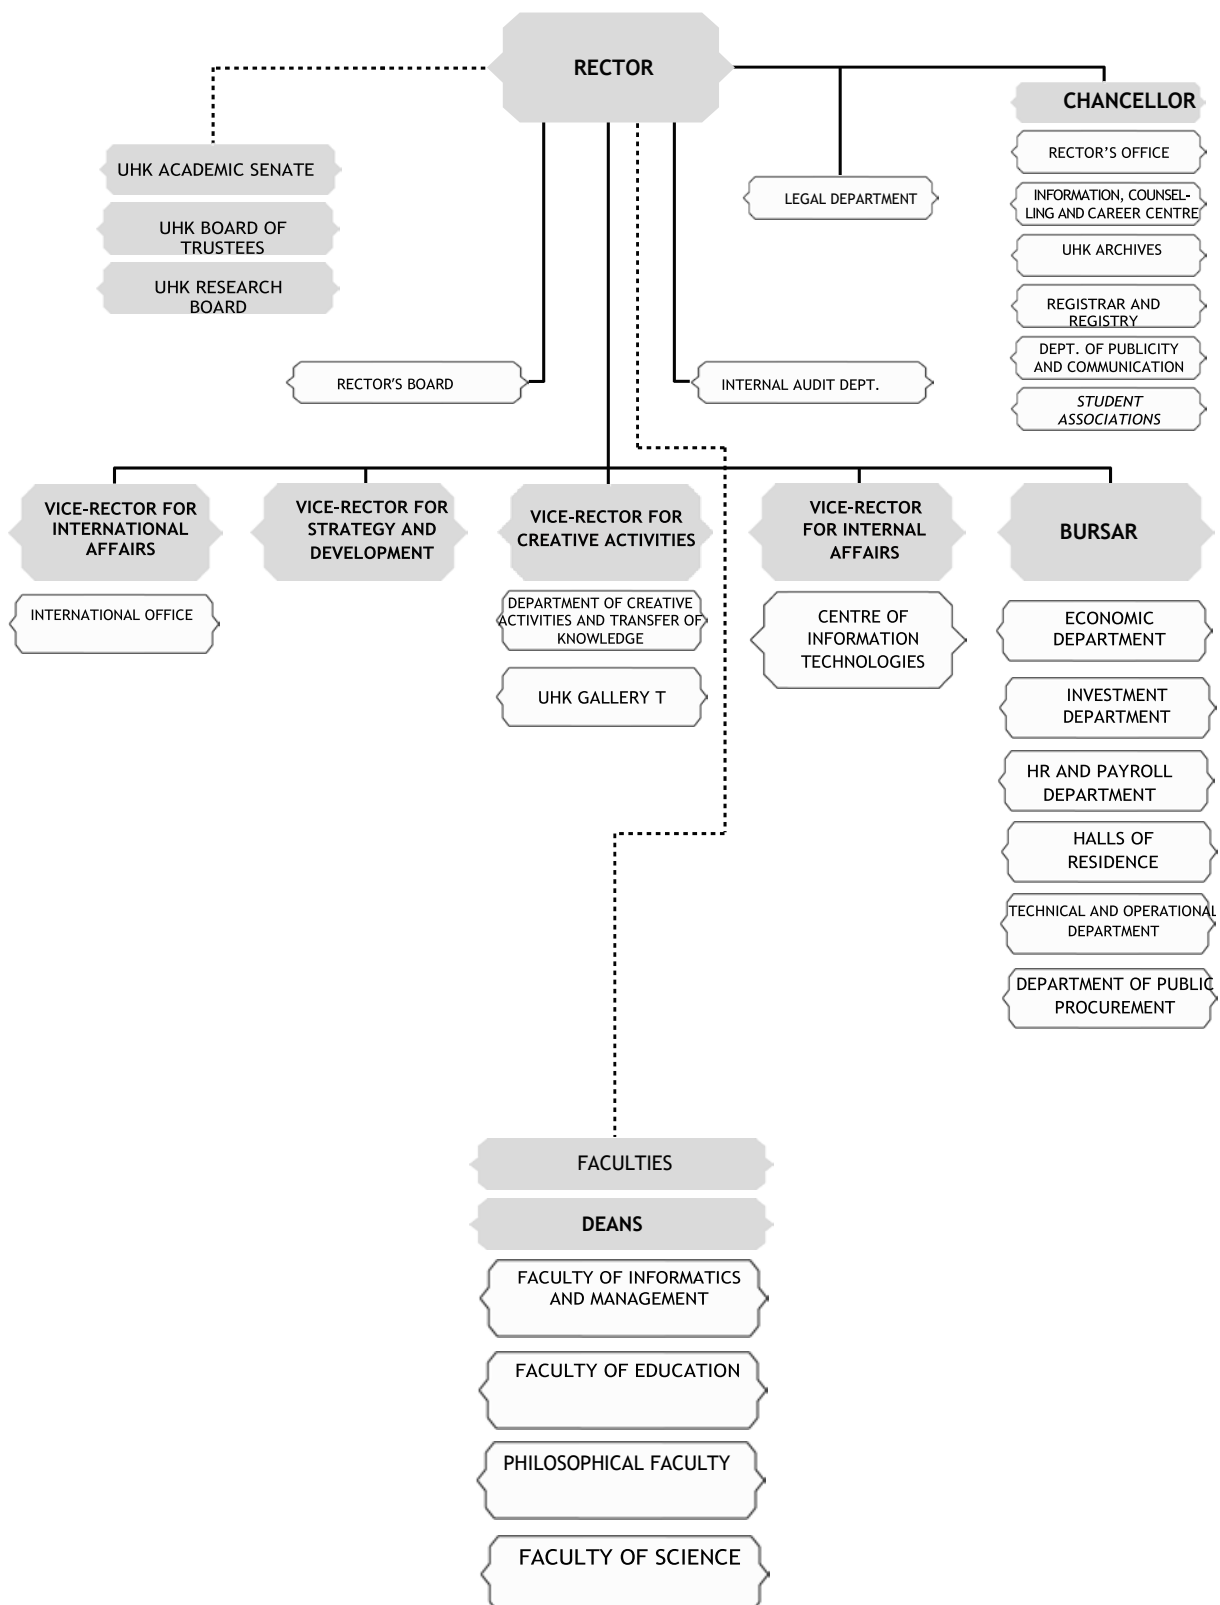 RECTOR
CHANCELLOR
RECTOR'S OFFICE
INFORMATION, COUNSEL-
LING AND CAREER CENTRE
UHK ARCHIVES
REGISTRAR AND
REGISTRY
DEPT. OF PUBLICITY
AND COMMUNICATION
STUDENT
ASSOCIATIONS
UHK ACADEMIC SENATE
UHK BOARD OF
TRUSTEES
UHK RESEARCH
BOARD
LEGAL DEPARTMENT
RECTOR'S BOARD
INTERNAL AUDIT DEPT.
VICE-RECTOR FOR
INTERNATIONAL
AFFAIRS
INTERNATIONAL OFFICE
VICE-RECTOR FOR
STRATEGY AND
DEVELOPMENT
VICE-RECTOR FOR
CREATIVE ACTIVITIES
DEPARTMENT OF CREATIVE
ACTIVITIES AND TRANSFER OF
KNOWLEDGE
UHK GALLERY T
VICE-RECTOR
FOR INTERNAL
AFFAIRS
CENTRE OF
INFORMATION
TECHNOLOGIES
BURSAR
ECONOMIC
DEPARTMENT
INVESTMENT
DEPARTMENT
HR AND PAYROLL
DEPARTMENT
HALLS OF
RESIDENCE
TECHNICAL AND OPERATIONAL
DEPARTMENT
DEPARTMENT OF PUBLIC
PROCUREMENT
FACULTIES
DEANS
FACULTY OF INFORMATICS
AND MANAGEMENT
FACULTY OF EDUCATION
PHILOSOPHICAL FACULTY
FACULTY OF SCIENCE